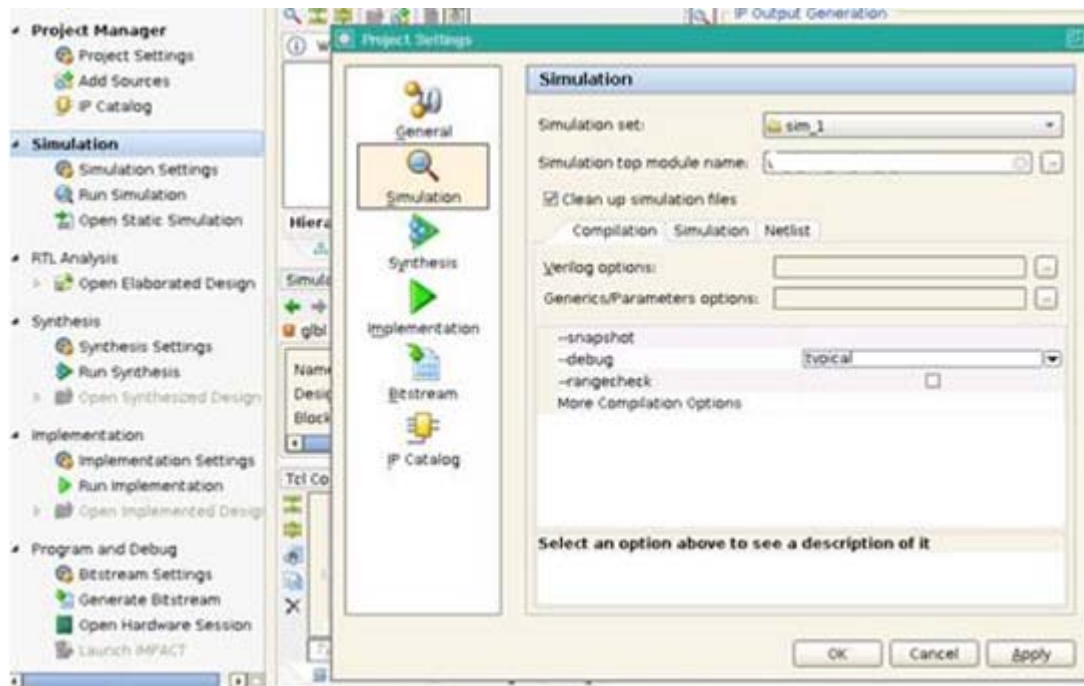 Project Manager
Project Settings
Add Sources
IP Catalog
Simulation
Simulation Settings
Run Simulation
Open Static Simulation
RTL Analysis
Open Elaborated Design
Synthesis
Synthesis Settings
Run Synthesis
Open Synthesized Design
Implementation
Implementation Settings
Run Implementation
Open Implemented Desig
Program and Debug
Bitstream Settings
Generate Bitstream
Open Hardware Session
Launch iMPACT
IP Output Generation
Hiera
Simula
glbl
Name
Desig
Block
Tcl Co
Project Settings
General
Simulation
Synthesis
Implementation
Bitstream
IP Catalog
Simulation
Simulation set: sim_1
Simulation top module name:
Clean up simulation files
Compilation Simulation Netlist
Verilog options:
Generics/Parameters options:
-snapshot
-debug typical
-rangecheck
More Compilation Options
Select an option above to see a description of it
OK Cancel Apply